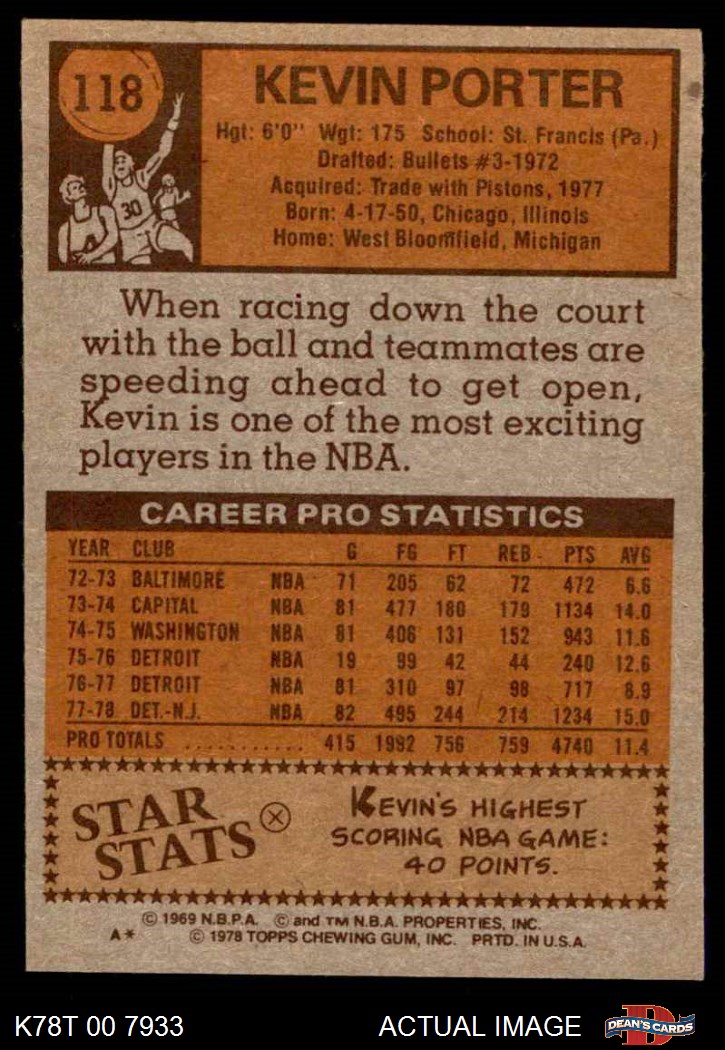 118
KEVIN PORTER
Hgt: 6'0" Wgt: 175 School: St. Francis (Pa.)
Drafted: Bullets #3-1972
Acquired: Trade with Pistons, 1977
Born: 4-17-50, Chicago, Illinois
Home: West Bloomfield, Michigan
30
When racing down the court
with the ball and teammates are
speeding ahead to get open,
Kevin is one of the most exciting
players in the NBA.
CAREER PRO STATISTICS
YEAR CLUB G FG FT REB. PTS AVG
72-73 BALTIMORE NBA 71 205 62 72 472 6.6
73-74 CAPITAL NBA 81 477 180 179 1134 14.0
74-75 WASHINGTON NBA 81 406 131 152 943 11.6
75-76 DETROIT NBA 19 99 42 44 240 12.6
76-77 DETROIT NBA 81 310 97 98 717 8.9
77-78 DET.-N.J. NBA 82 495 244 214 1234 15.0
PRO TOTALS ............ 415 1992 756 759 4740 11.4
STAR
STATS
KEVIN'S HIGHEST
SCORING NBA GAME:
40 POINTS.
© 1969 N.B.P.A. © and TM N.B.A. PROPERTIES, INC.
A* © 1978 TOPPS CHEWING GUM, INC. PRTD. IN U.S.A.
K78T 00 7933 ACTUAL IMAGE
D
DEAN'S CARDS